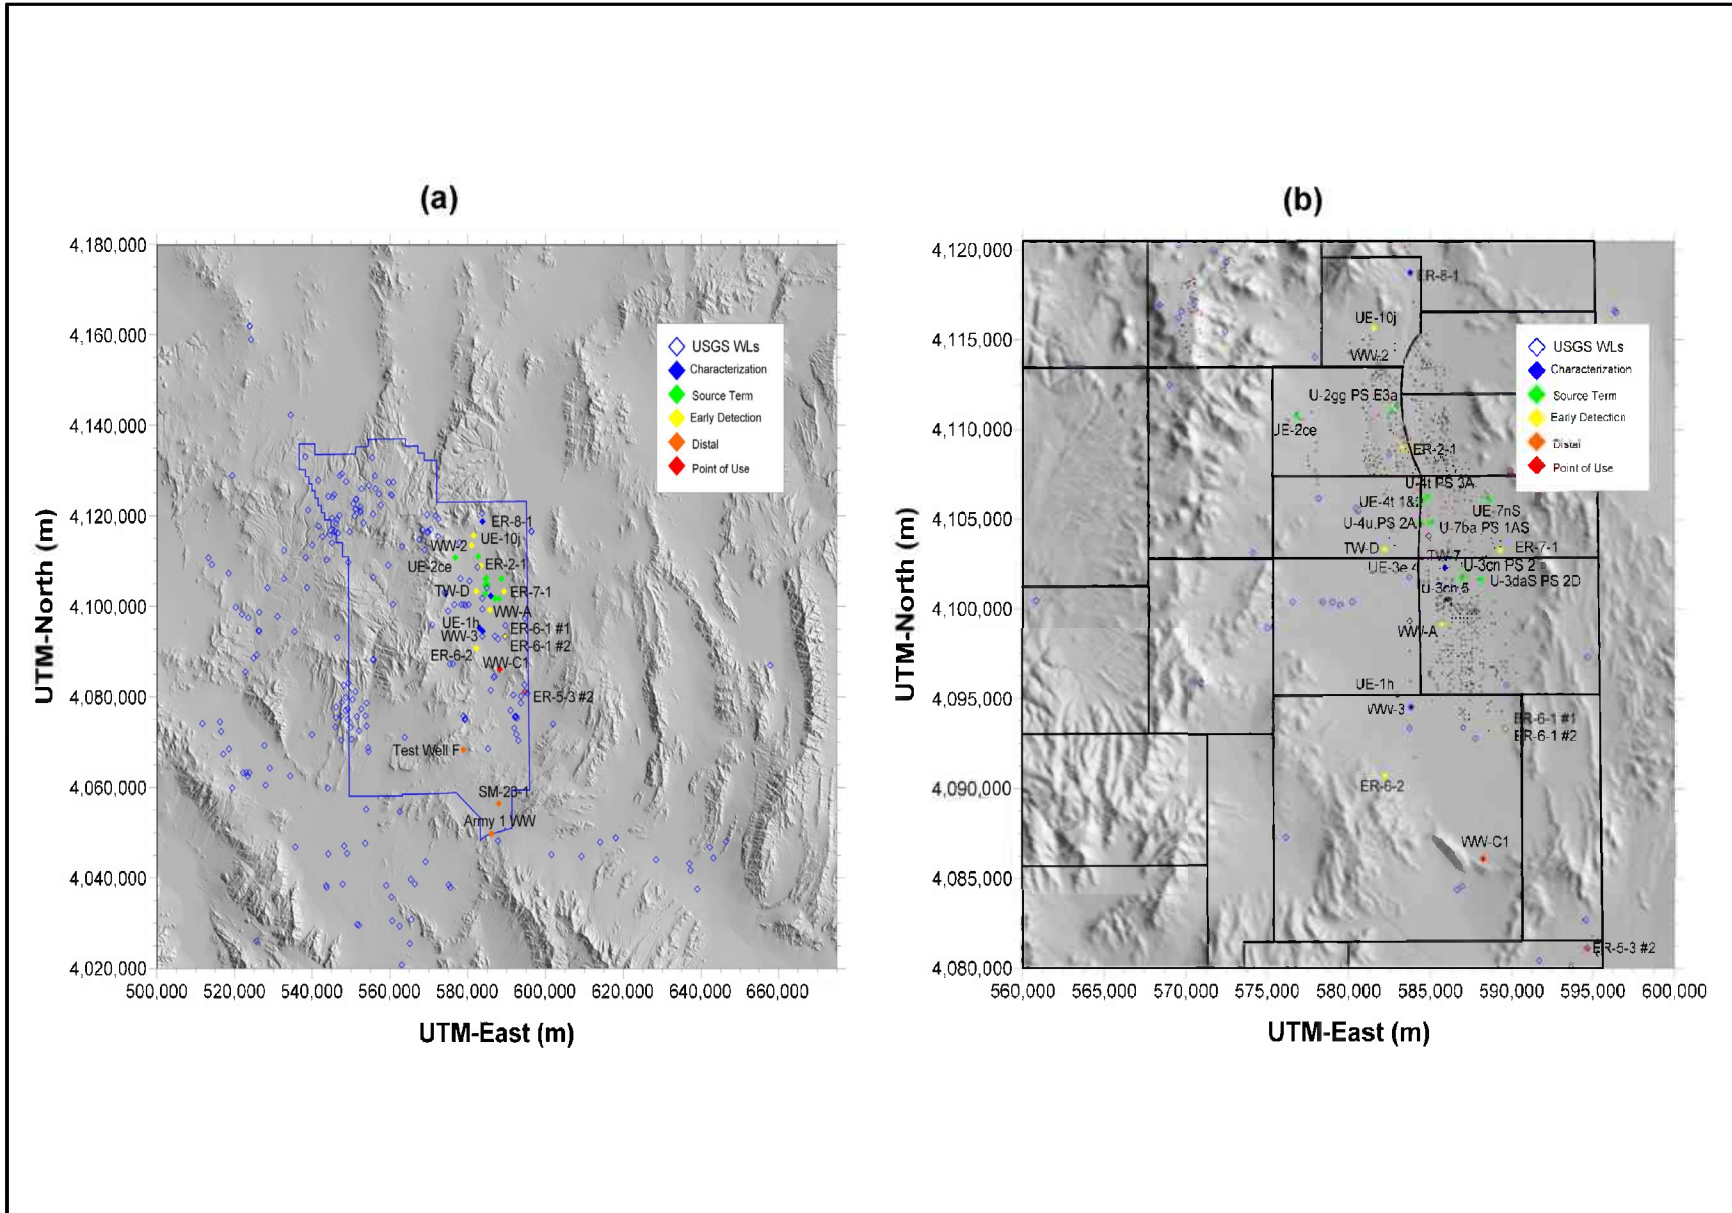 (a)
4,180,000
4,160,000
4,140,000
4,120,000
4,100,000
4,080,000
4,060,000
4,040,000
4,020,000
UTM-North (m)
500,000 520,000 540,000 560,000 580,000 600,000 620,000 640,000 660,000
UTM-East (m)
USGS WLs
Characterization
Source Term
Early Detection
Distal
Point of Use
ER-8-1
UE-10j
WW-2
UE-2ce
ER-2-1
TW-D
ER-7-1
WW-A
UE-1h
WW-3
ER-6-1 #1
ER-6-1 #2
ER-6-2
WW-C1
ER-5-3 #2
Test Well F
SM-23-1
Army 1 WW
(b)
4,120,000
4,115,000
4,110,000
4,105,000
4,100,000
4,095,000
4,090,000
4,085,000
4,080,000
UTM-North (m)
560,000 565,000 570,000 575,000 580,000 585,000 590,000 595,000 600,000
UTM-East (m)
USGS WLs
Characterization
Source Term
Early Detection
Distal
Point of Use
ER-8-1
UE-10j
WW-2
U-2gg PS E3a
UE-2ce
ER-2-1
U-4t PS 3A
UE-4t 1&
UE-7nS
U-4u PS 2A
U-7ba PS 1AS
TW-D
ER-7-1
TW-7
UE-3e 4
U-3cn PS 2
U-3daS PS 2D
U-3cn 5
WW-A
UE-1h
WW-3
ER-6-1 #1
ER-6-1 #2
ER-6-2
WW-C1
ER-5-3 #2